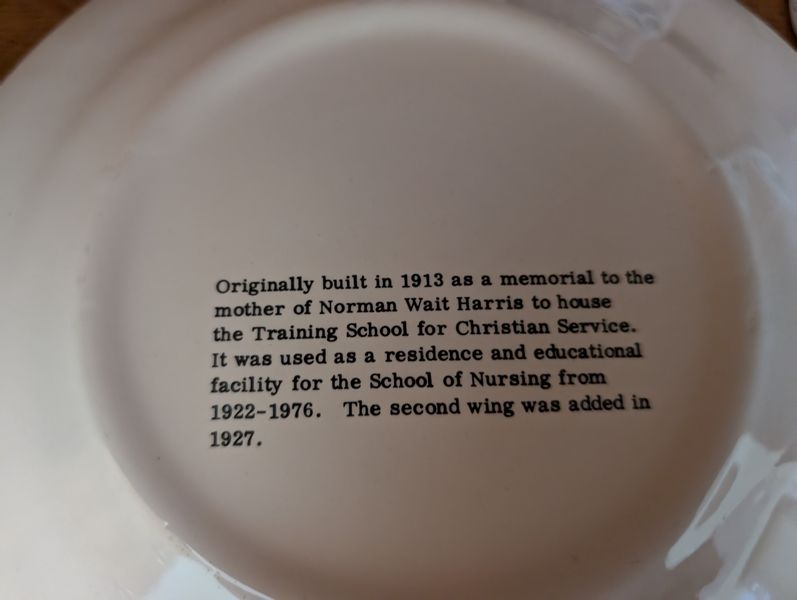 Originally built in 1913 as a memorial to the
mother of Norman Wait Harris to house
the Training School for Christian Service.
It was used as a residence and educational
facility for the School of Nursing from
1922-1976. The second wing was added in
1927.